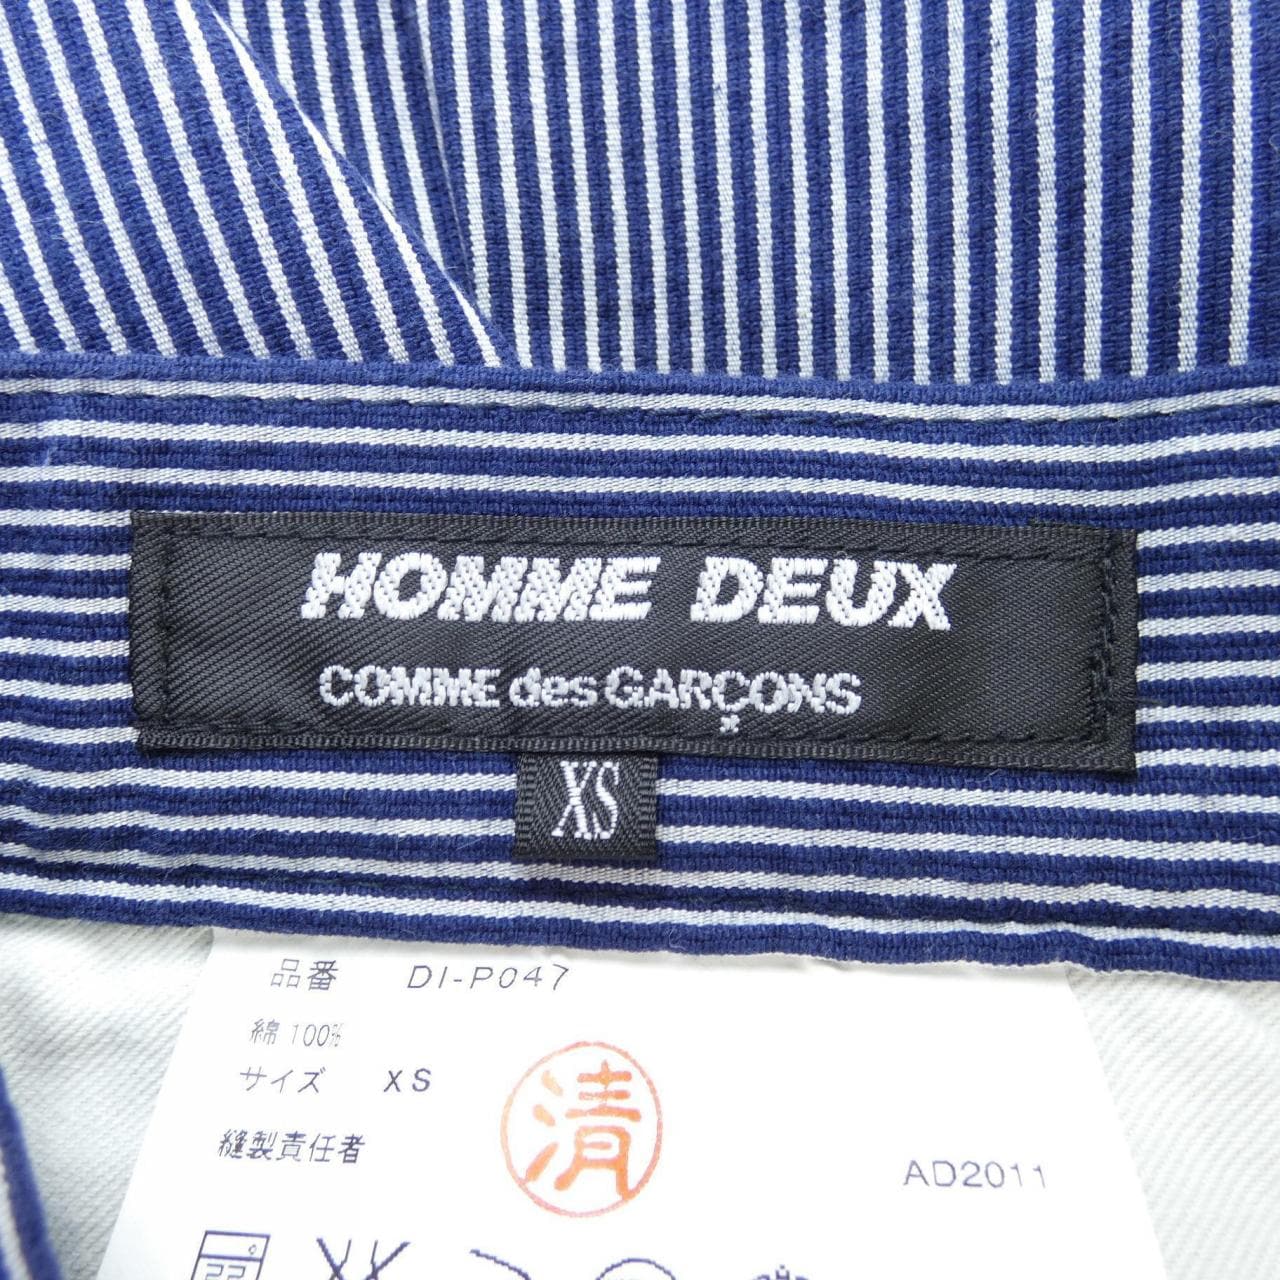 HOMME DEUX
COMME des GARÇONS
XS
品番 DI-P047
綿 100%
サイズ XS
縫製責任者
清
AD2011